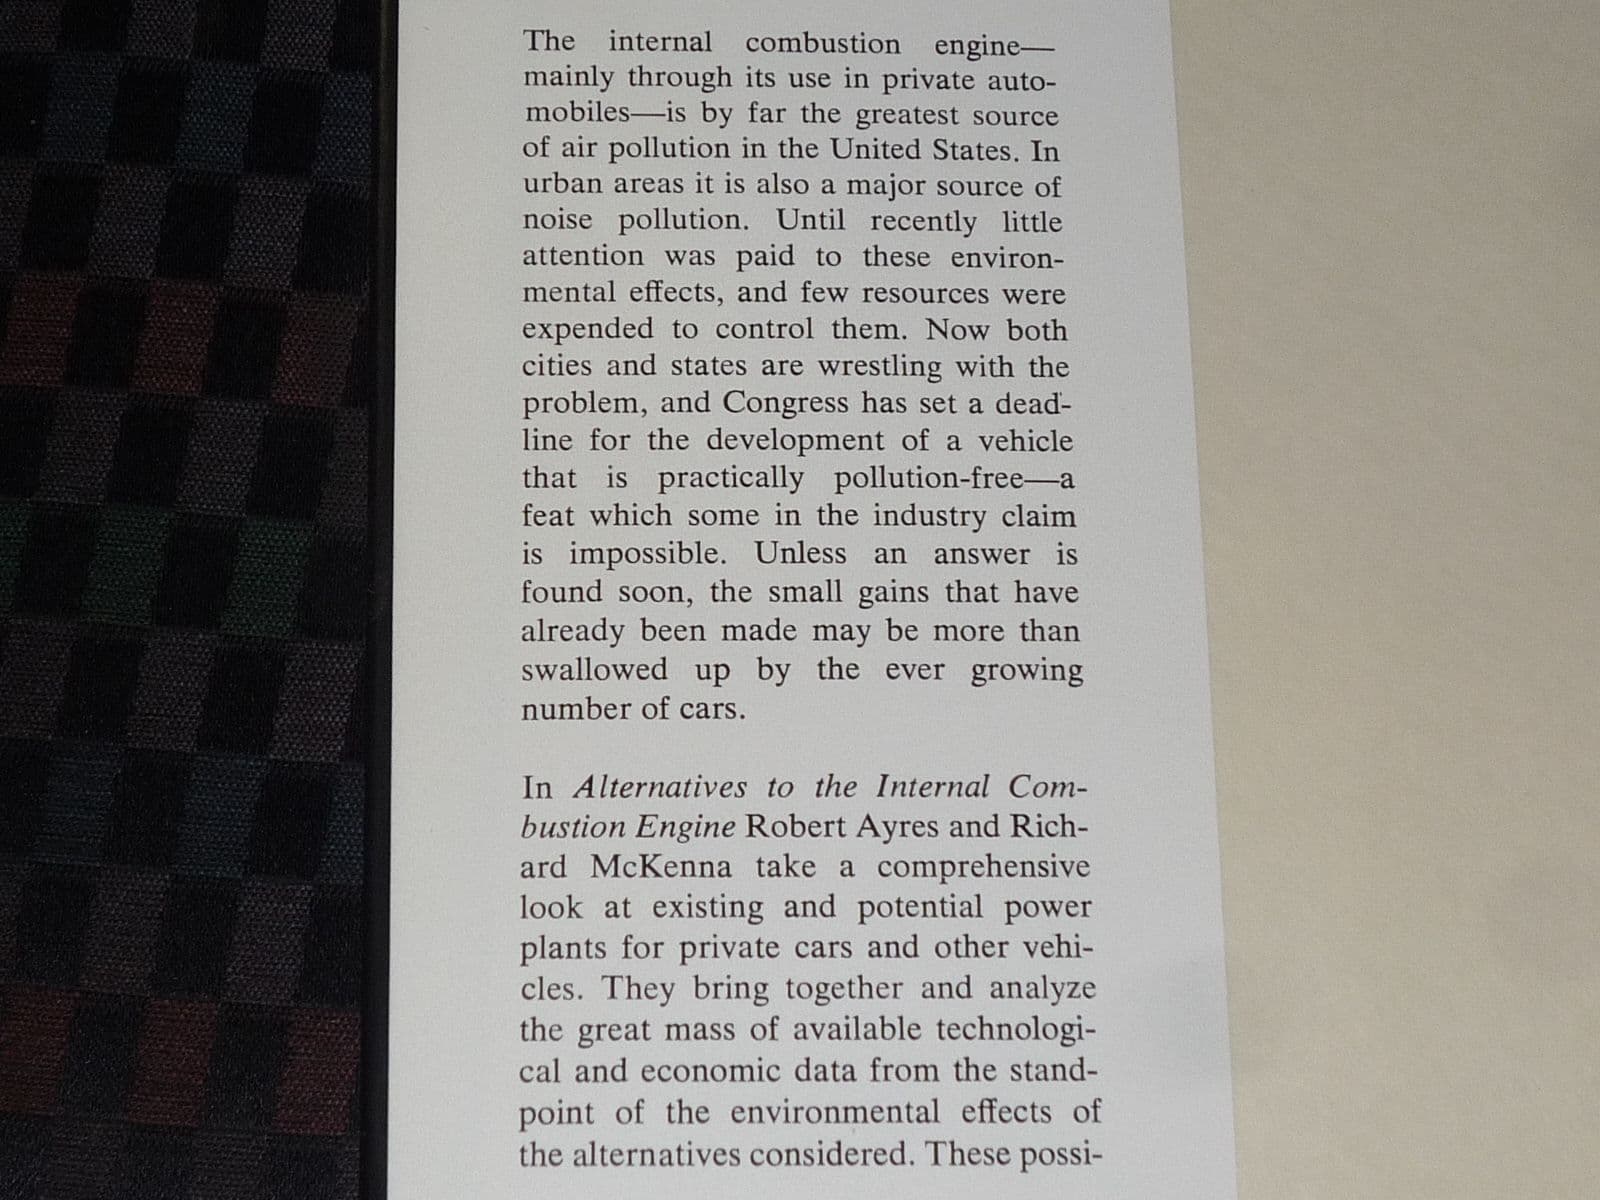 The internal combustion engine—
mainly through its use in private auto-
mobiles—is by far the greatest source
of air pollution in the United States. In
urban areas it is also a major source of
noise pollution. Until recently little
attention was paid to these environ-
mental effects, and few resources were
expended to control them. Now both
cities and states are wrestling with the
problem, and Congress has set a dead-
line for the development of a vehicle
that is practically pollution-free—a
feat which some in the industry claim
is impossible. Unless an answer is
found soon, the small gains that have
already been made may be more than
swallowed up by the ever growing
number of cars.
In Alternatives to the Internal Com-
bustion Engine Robert Ayres and Rich-
ard McKenna take a comprehensive
look at existing and potential power
plants for private cars and other vehi-
cles. They bring together and analyze
the great mass of available technologi-
cal and economic data from the stand-
point of the environmental effects of
the alternatives considered. These possi-